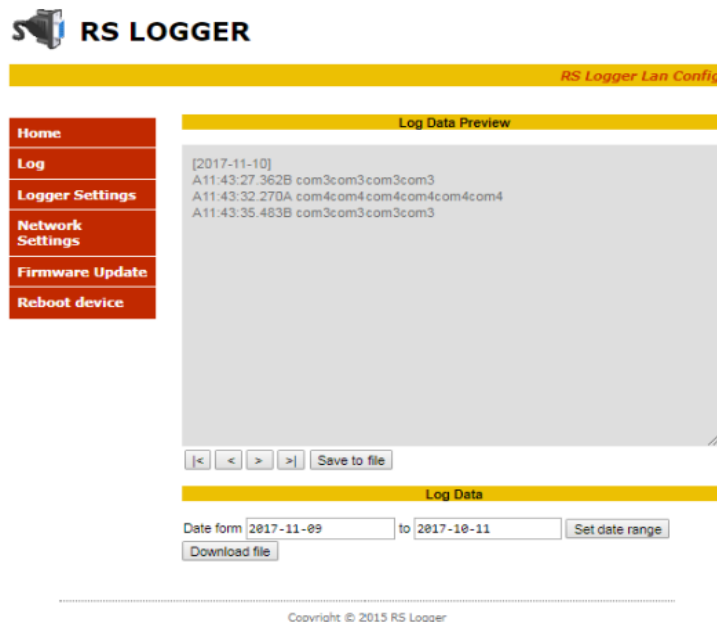 RS LOGGER
RS Logger Lan Config
Home
Log
Logger Settings
Network
Settings
Firmware Update
Reboot device
Log Data Preview
[2017-11-10]
A11:43:27.362B com3com3com3com3
A11:43:32.270A com4com4com4com4com4com4
A11:43:35.483B com3com3com3com3
|< < > >| Save to file
Log Data
Date form 2017-11-09 to 2017-10-11 Set date range
Download file
Copyright © 2015 RS Logger